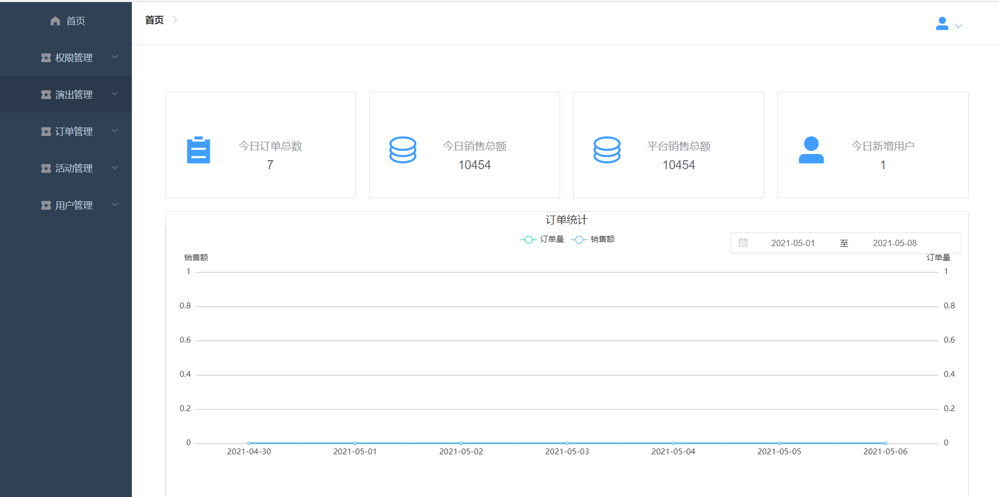 首页
权限管理
演出管理
订单管理
活动管理
用户管理
首页
今日订单总数
7
今日销售总额
10454
平台销售总额
10454
今日新增用户
1
订单统计
订单量 销售额
2021-05-01 至 2021-05-08
销售额 订单量
1 1
0.8 0.8
0.6 0.6
0.4 0.4
0.2 0.2
0 0
2021-04-30 2021-05-01 2021-05-02 2021-05-03 2021-05-04 2021-05-05 2021-05-06